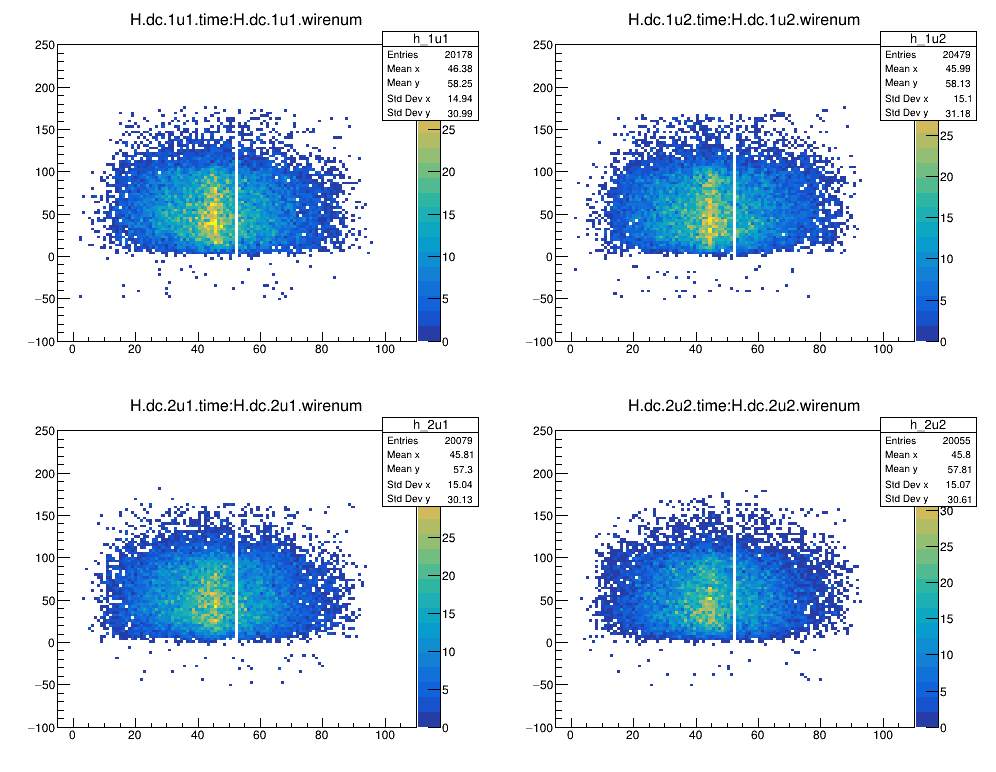 H.dc.1u1.time:H.dc.1u1.wirenum
h_1u1
Entries 20178
Mean x 46.38
Mean y 58.25
Std Dev x 14.94
Std Dev y 30.99
250
200
150
100
50
0
−50
−100
0 20 40 60 80 100
25
20
15
10
5
0
H.dc.1u2.time:H.dc.1u2.wirenum
h_1u2
Entries 20479
Mean x 45.99
Mean y 58.13
Std Dev x 15.1
Std Dev y 31.18
250
200
150
100
50
0
−50
−100
0 20 40 60 80 100
25
20
15
10
5
0
H.dc.2u1.time:H.dc.2u1.wirenum
h_2u1
Entries 20079
Mean x 45.81
Mean y 57.3
Std Dev x 15.04
Std Dev y 30.13
250
200
150
100
50
0
−50
−100
0 20 40 60 80 100
25
20
15
10
5
0
H.dc.2u2.time:H.dc.2u2.wirenum
h_2u2
Entries 20055
Mean x 45.8
Mean y 57.81
Std Dev x 15.07
Std Dev y 30.61
250
200
150
100
50
0
−50
−100
0 20 40 60 80 100
30
25
20
15
10
5
0